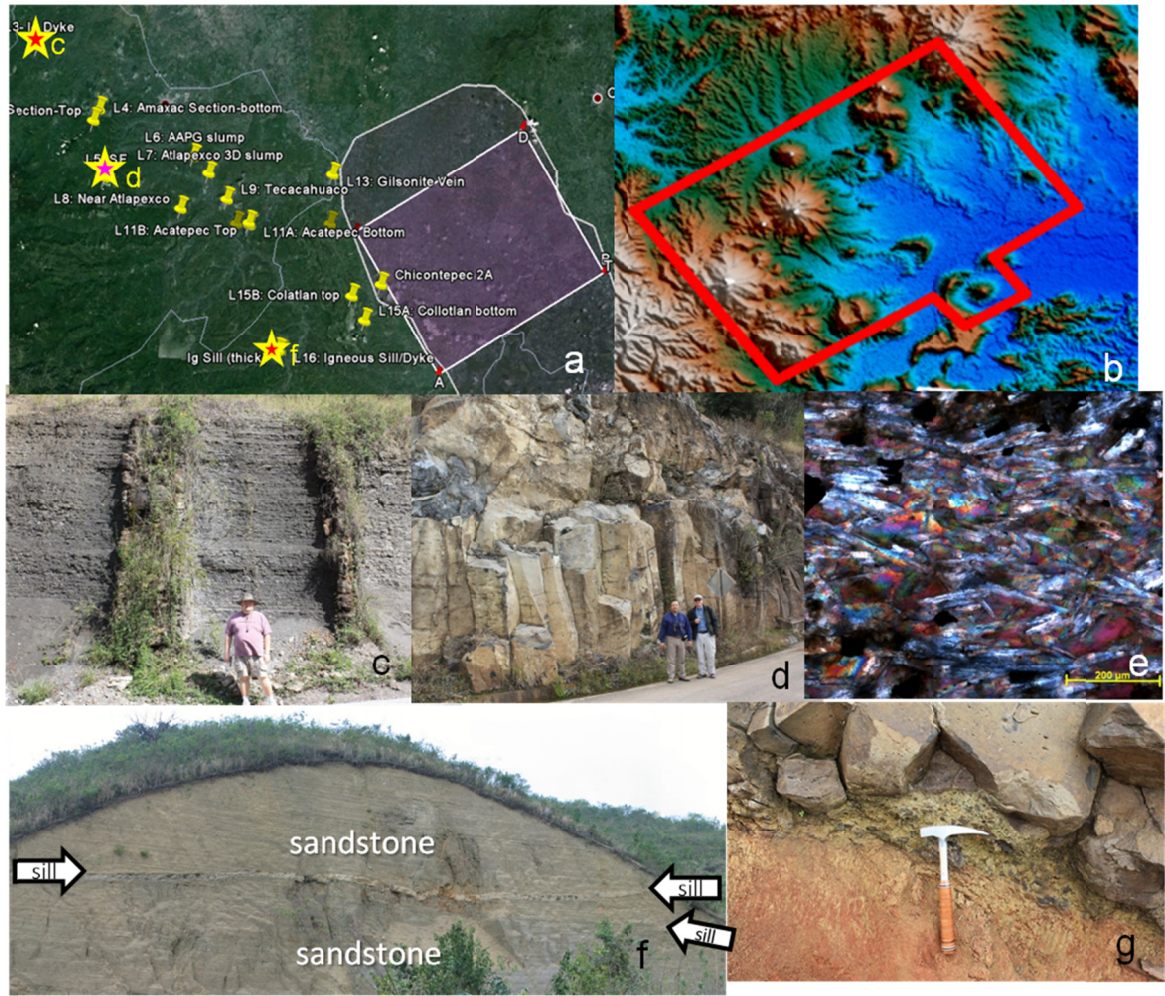 L3- I Dyke
c
Section-Top
L4: Amaxac Section-bottom
L6: AAPG slump
L7: Atlapexco 3D slump
d
L8: Near Atlapexco
L9: Tecacahuaco
L13: Gilsonite Vein
L11B: Acatepec Top
L11A: Acatepec Bottom
Chicontepec 2A
L15B: Colatlan top
L15A: Collotlan bottom
Ig Sill (thick
f
L16: Igneous Sill/Dyke
D
A
a
b
c
d
e
200 µm
sandstone
sill
sill
sill
sandstone
f
g